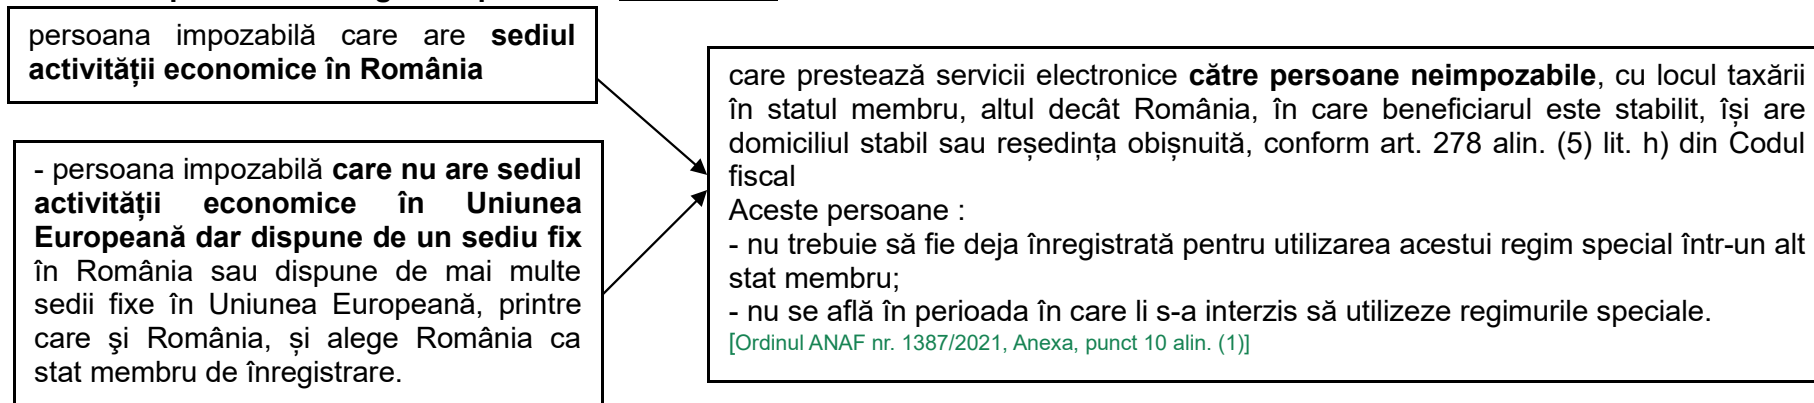 persoana impozabilă care are sediul
activității economice în România
- persoana impozabilă care nu are sediul
activității economice în Uniunea
Europeană dar dispune de un sediu fix
în România sau dispune de mai multe
sedii fixe în Uniunea Europeană, printre
care şi România, și alege România ca
stat membru de înregistrare.
care prestează servicii electronice către persoane neimpozabile, cu locul taxării
în statul membru, altul decât România, în care beneficiarul este stabilit, își are
domiciliul stabil sau reședința obișnuită, conform art. 278 alin. (5) lit. h) din Codul
fiscal
Aceste persoane :
- nu trebuie să fie deja înregistrată pentru utilizarea acestui regim special într-un alt
stat membru;
- nu se află în perioada în care li s-a interzis să utilizeze regimurile speciale.
[Ordinul ANAF nr. 1387/2021, Anexa, punct 10 alin. (1)]